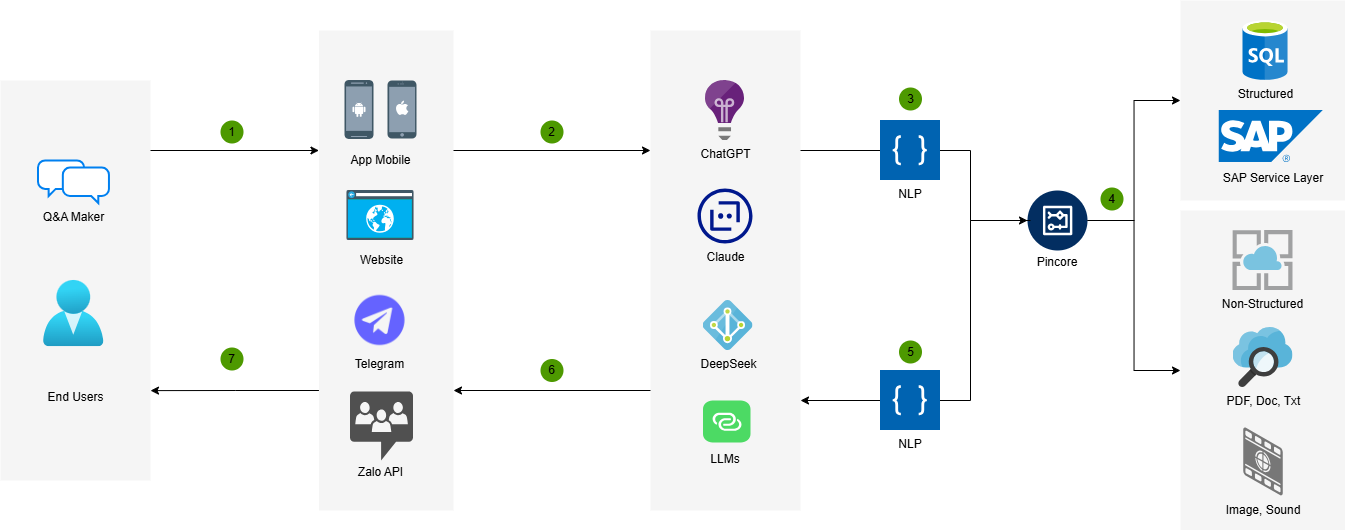 Q&A Maker
End Users
1
7
App Mobile
Website
Telegram
Zalo API
2
6
ChatGPT
Claude
DeepSeek
LLMs
3
{ }
NLP
5
{ }
NLP
Pincore
4
SQL
Structured
SAP®
SAP Service Layer
Non-Structured
PDF, Doc, Txt
Image, Sound